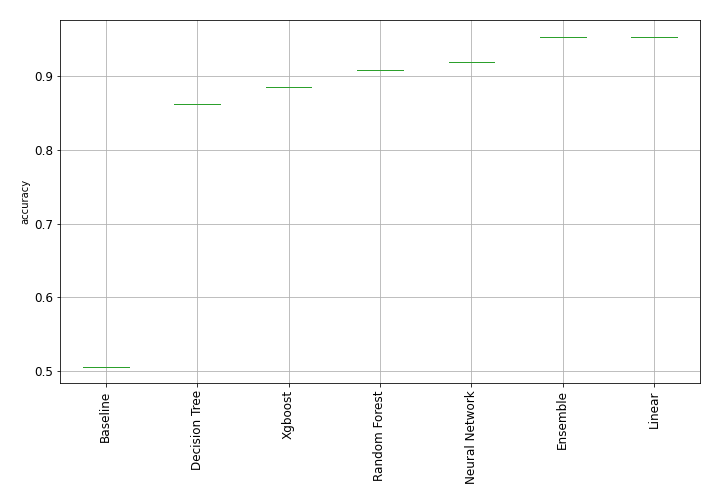 accuracy
0.9
0.8
0.7
0.6
0.5
Baseline
Decision Tree
Xgboost
Random Forest
Neural Network
Ensemble
Linear